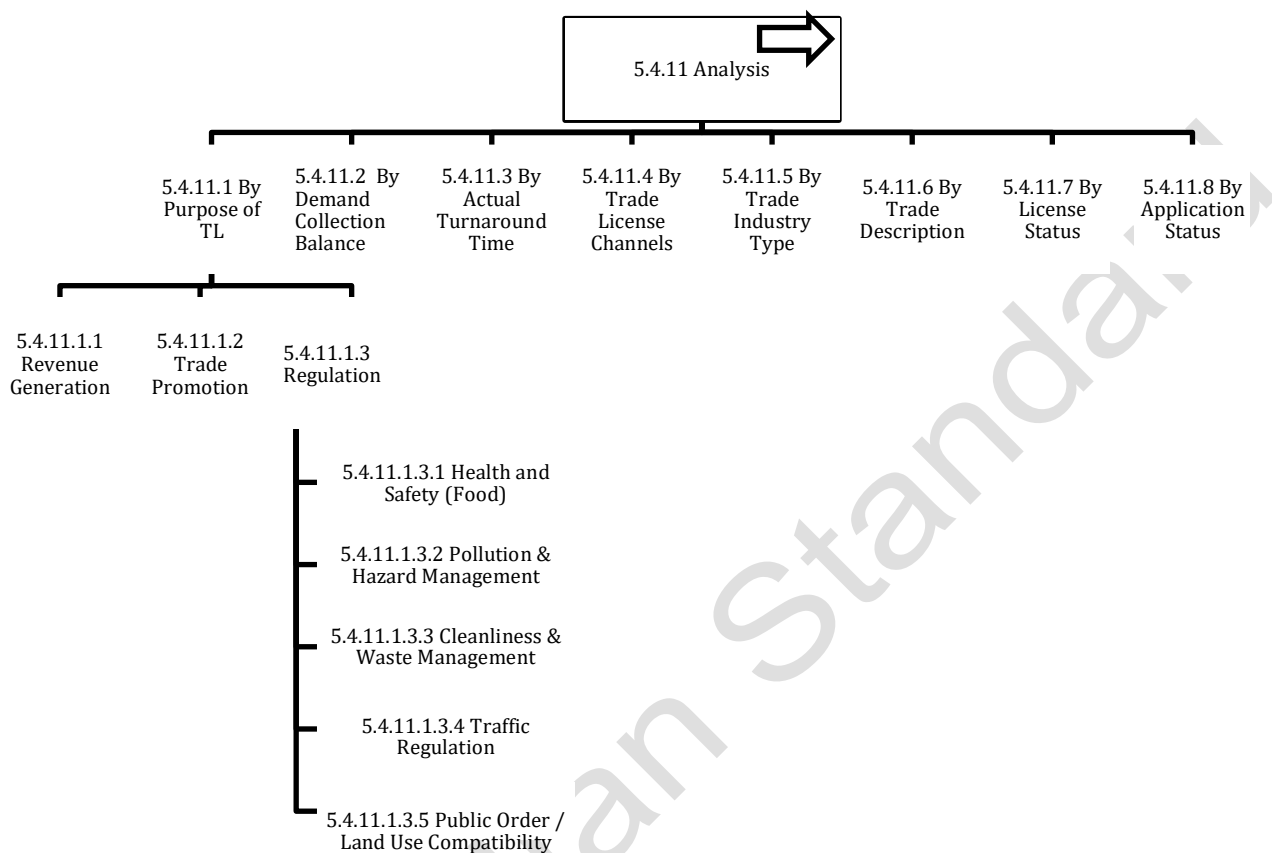 5.4.11 Analysis
5.4.11.1 By
Purpose of
TL
5.4.11.2 By
Demand
Collection
Balance
5.4.11.3 By
Actual
Turnaround
Time
5.4.11.4 By
Trade
License
Channels
5.4.11.5 By
Trade
Industry
Type
5.4.11.6 By
Trade
Description
5.4.11.7 By
License
Status
5.4.11.8 By
Application
Status
5.4.11.1.1
Revenue
Generation
5.4.11.1.2
Trade
Promotion
5.4.11.1.3
Regulation
5.4.11.1.3.1 Health and
Safety (Food)
5.4.11.1.3.2 Pollution &
Hazard Management
5.4.11.1.3.3 Cleanliness &
Waste Management
5.4.11.1.3.4 Traffic
Regulation
5.4.11.1.3.5 Public Order /
Land Use Compatibility